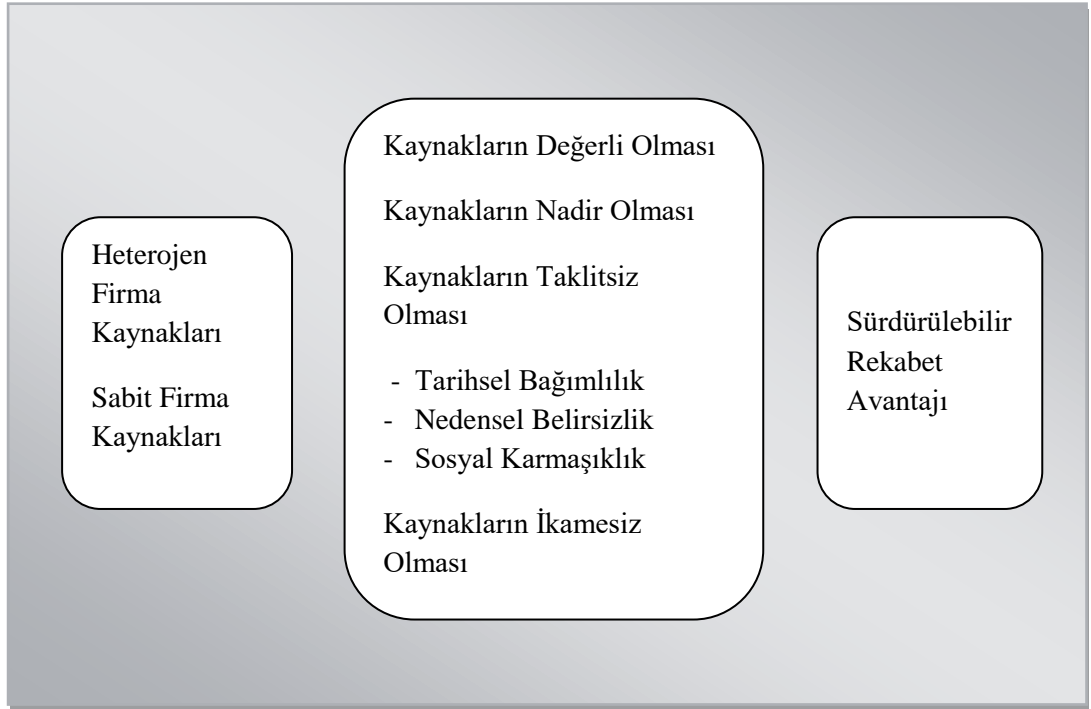 Heterojen
Firma
Kaynakları
Sabit Firma
Kaynakları
Kaynakların Değerli Olması
Kaynakların Nadir Olması
Kaynakların Taklitsiz
Olması
- Tarihsel Bağımlılık
- Nedensel Belirsizlik
- Sosyal Karmaşıklık
Kaynakların İkamesiz
Olması
Sürdürülebilir
Rekabet
Avantajı